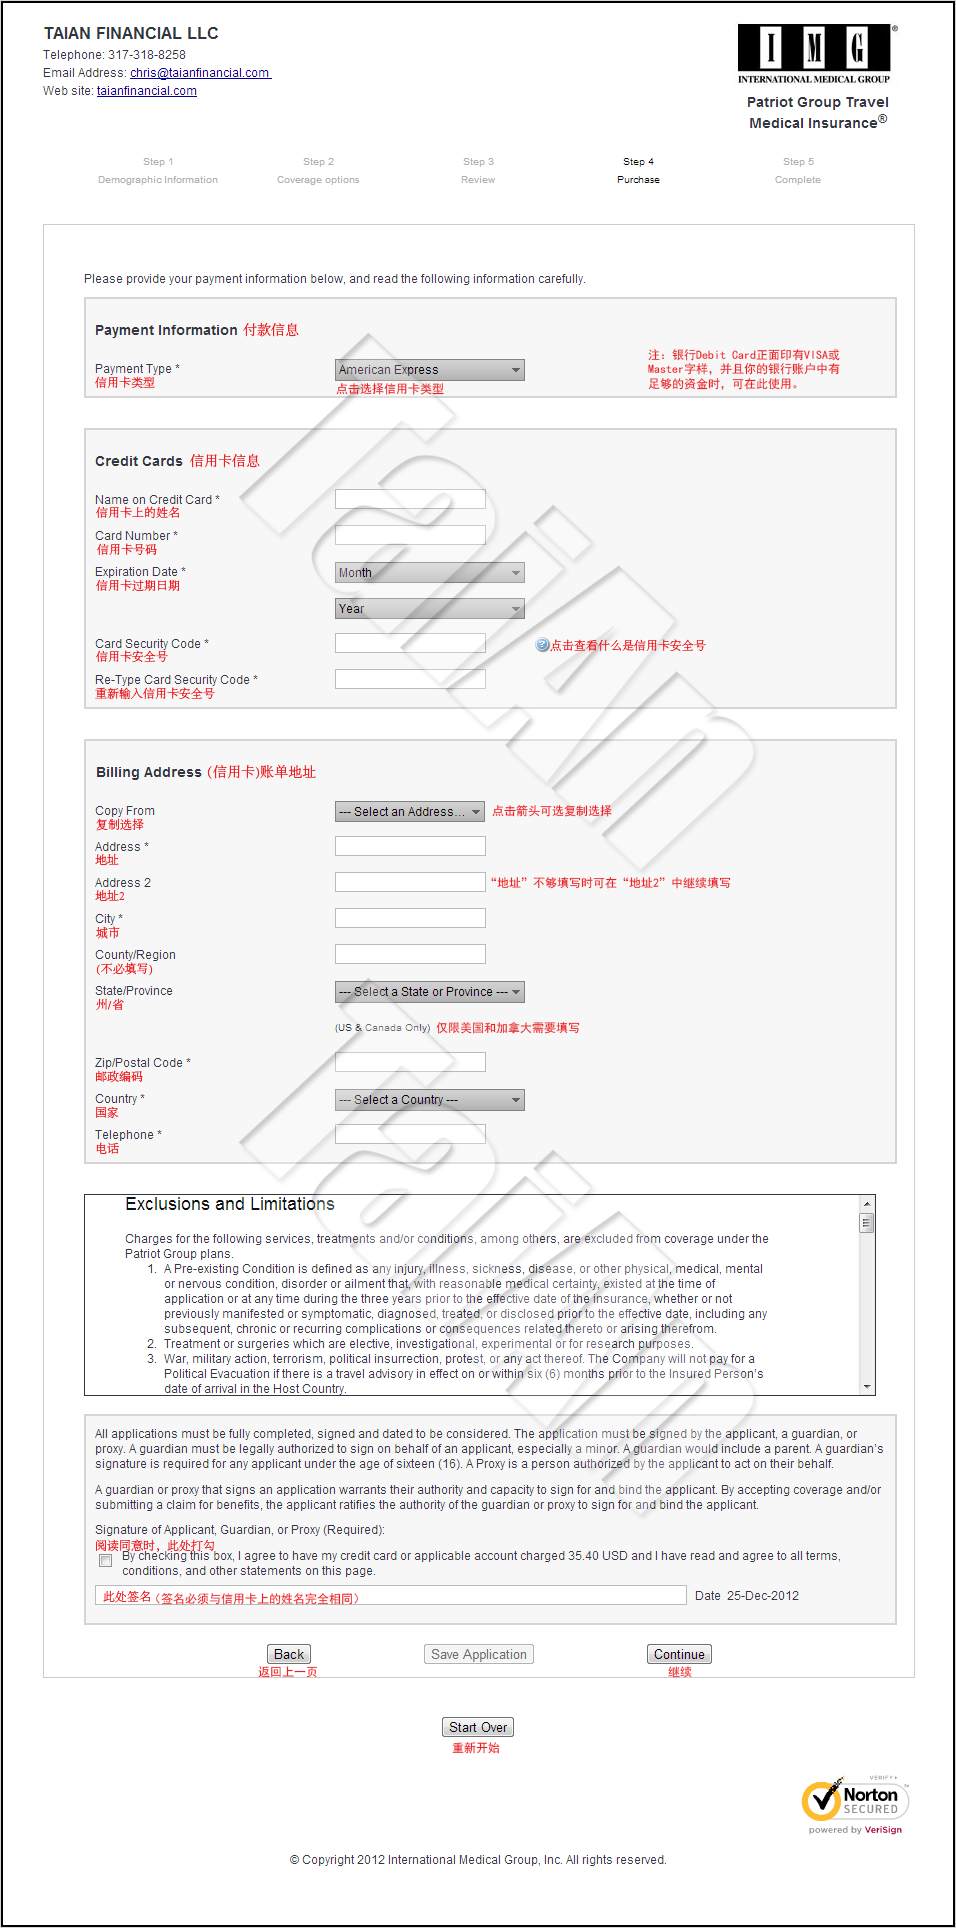 TAIAN FINANCIAL LLC
Telephone: 317-318-8258
Email Address: chris@taianfinancial.com
Web site: taianfinancial.com
I M G ®
INTERNATIONAL MEDICAL GROUP
Patriot Group Travel
Medical Insurance®
Step 1 Step 2 Step 3 Step 4 Step 5
Demographic Information Coverage options Review Purchase Complete
Please provide your payment information below, and read the following information carefully.
Payment Information 付款信息
Payment Type * American Express
信用卡类型 点击选择信用卡类型
注：银行Debit Card正面印有VISA或
Master字样，并且你的银行账户中有
足够的资金时，可在此使用。
Credit Cards 信用卡信息
Name on Credit Card *
信用卡上的姓名
Card Number *
信用卡号码
Expiration Date * Month
信用卡过期日期
Year
Card Security Code * ? 点击查看什么是信用卡安全号
信用卡安全号
Re-Type Card Security Code *
重新输入信用卡安全号
Billing Address (信用卡)账单地址
Copy From --- Select an Address... 点击箭头可选复制选择
复制选择
Address *
地址
Address 2 “地址”不够填写时可在“地址2”中继续填写
地址2
City *
城市
County/Region
(不必填写)
State/Province --- Select a State or Province ---
州/省
(US & Canada Only) 仅限美国和加拿大需要填写
Zip/Postal Code *
邮政编码
Country * --- Select a Country ---
国家
Telephone *
电话
Exclusions and Limitations
Charges for the following services, treatments and/or conditions, among others, are excluded from coverage under the
Patriot Group plans.
1. A Pre-existing Condition is defined as any injury, illness, sickness, disease, or other physical, medical, mental
or nervous condition, disorder or ailment that, with reasonable medical certainty, existed at the time of
application or at any time during the three years prior to the effective date of the insurance, whether or not
previously manifested or symptomatic, diagnosed, treated, or disclosed prior to the effective date, including any
subsequent, chronic or recurring complications or consequences related thereto or arising therefrom.
2. Treatment or surgeries which are elective, investigational, experimental or for research purposes.
3. War, military action, terrorism, political insurrection, protest, or any act thereof. The Company will not pay for a
Political Evacuation if there is a travel advisory in effect on or within six (6) months prior to the Insured Person's
date of arrival in the Host Country.
All applications must be fully completed, signed and dated to be considered. The application must be signed by the applicant, a guardian, or
proxy. A guardian must be legally authorized to sign on behalf of an applicant, especially a minor. A guardian would include a parent. A guardian's
signature is required for any applicant under the age of sixteen (16). A Proxy is a person authorized by the applicant to act on their behalf.
A guardian or proxy that signs an application warrants their authority and capacity to sign for and bind the applicant. By accepting coverage and/or
submitting a claim for benefits, the applicant ratifies the authority of the guardian or proxy to sign for and bind the applicant.
Signature of Applicant, Guardian, or Proxy (Required):
阅读同意时，此处打勾
By checking this box, I agree to have my credit card or applicable account charged 35.40 USD and I have read and agree to all terms,
conditions, and other statements on this page.
此处签名（签名必须与信用卡上的姓名完全相同） Date 25-Dec-2012
Back Save Application Continue
返回上一页 继续
Start Over
重新开始
VERIFY
Norton ™
SECURED
powered by VeriSign
© Copyright 2012 International Medical Group, Inc. All rights reserved.
TaiAn
TaiAn